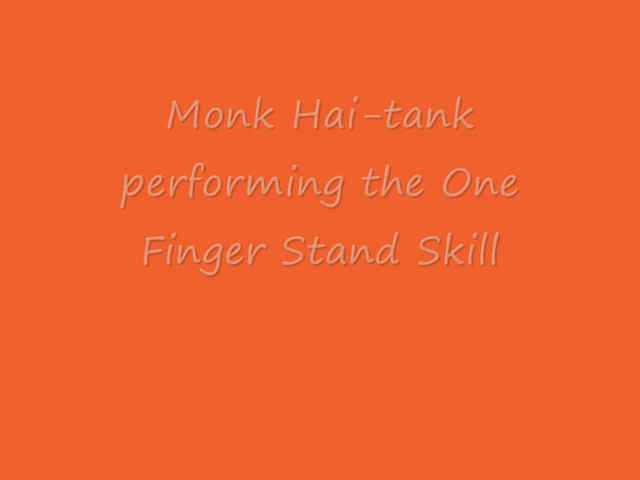 Monk Hai-tank
performing the One
Finger Stand Skill